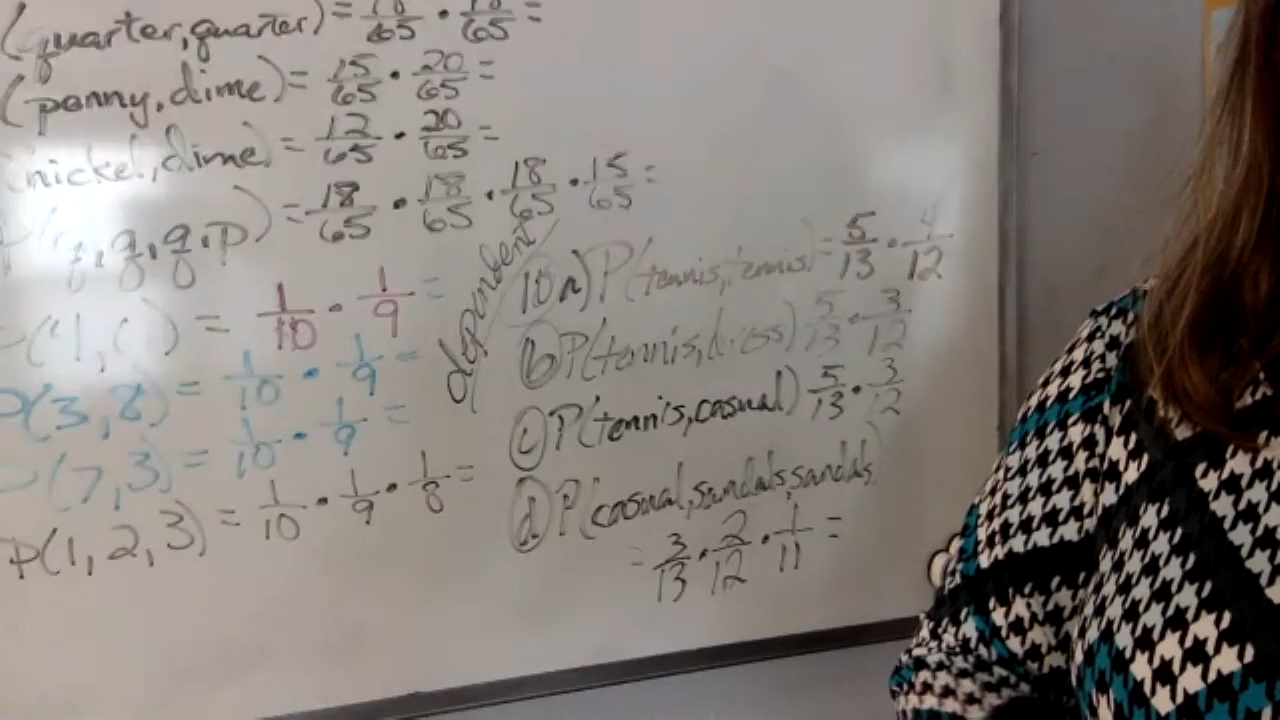 (quarter, quarter) = 18/65 · 18/65 =
(penny, dime) = 15/65 · 20/65 =
(nickel, dime) = 12/65 · 20/65 =
P(q, q, q, p) = 18/65 · 18/65 · 18/65 · 15/65 =
P(1, ) = 1/10 · 1/9 =
P(3, 8) = 1/10 · 1/9 =
P(7, 3) = 1/10 · 1/9 =
P(1, 2, 3) = 1/10 · 1/9 · 1/8 =
dependent
10 a) P(tennis, tennis) = 5/13 · 4/12
b) P(tennis, dress) 5/13 · 3/12
c) P(tennis, casual) 5/13 · 3/12
d) P(casual, sandals, sandals)
= 3/13 · 2/12 · 1/11 =